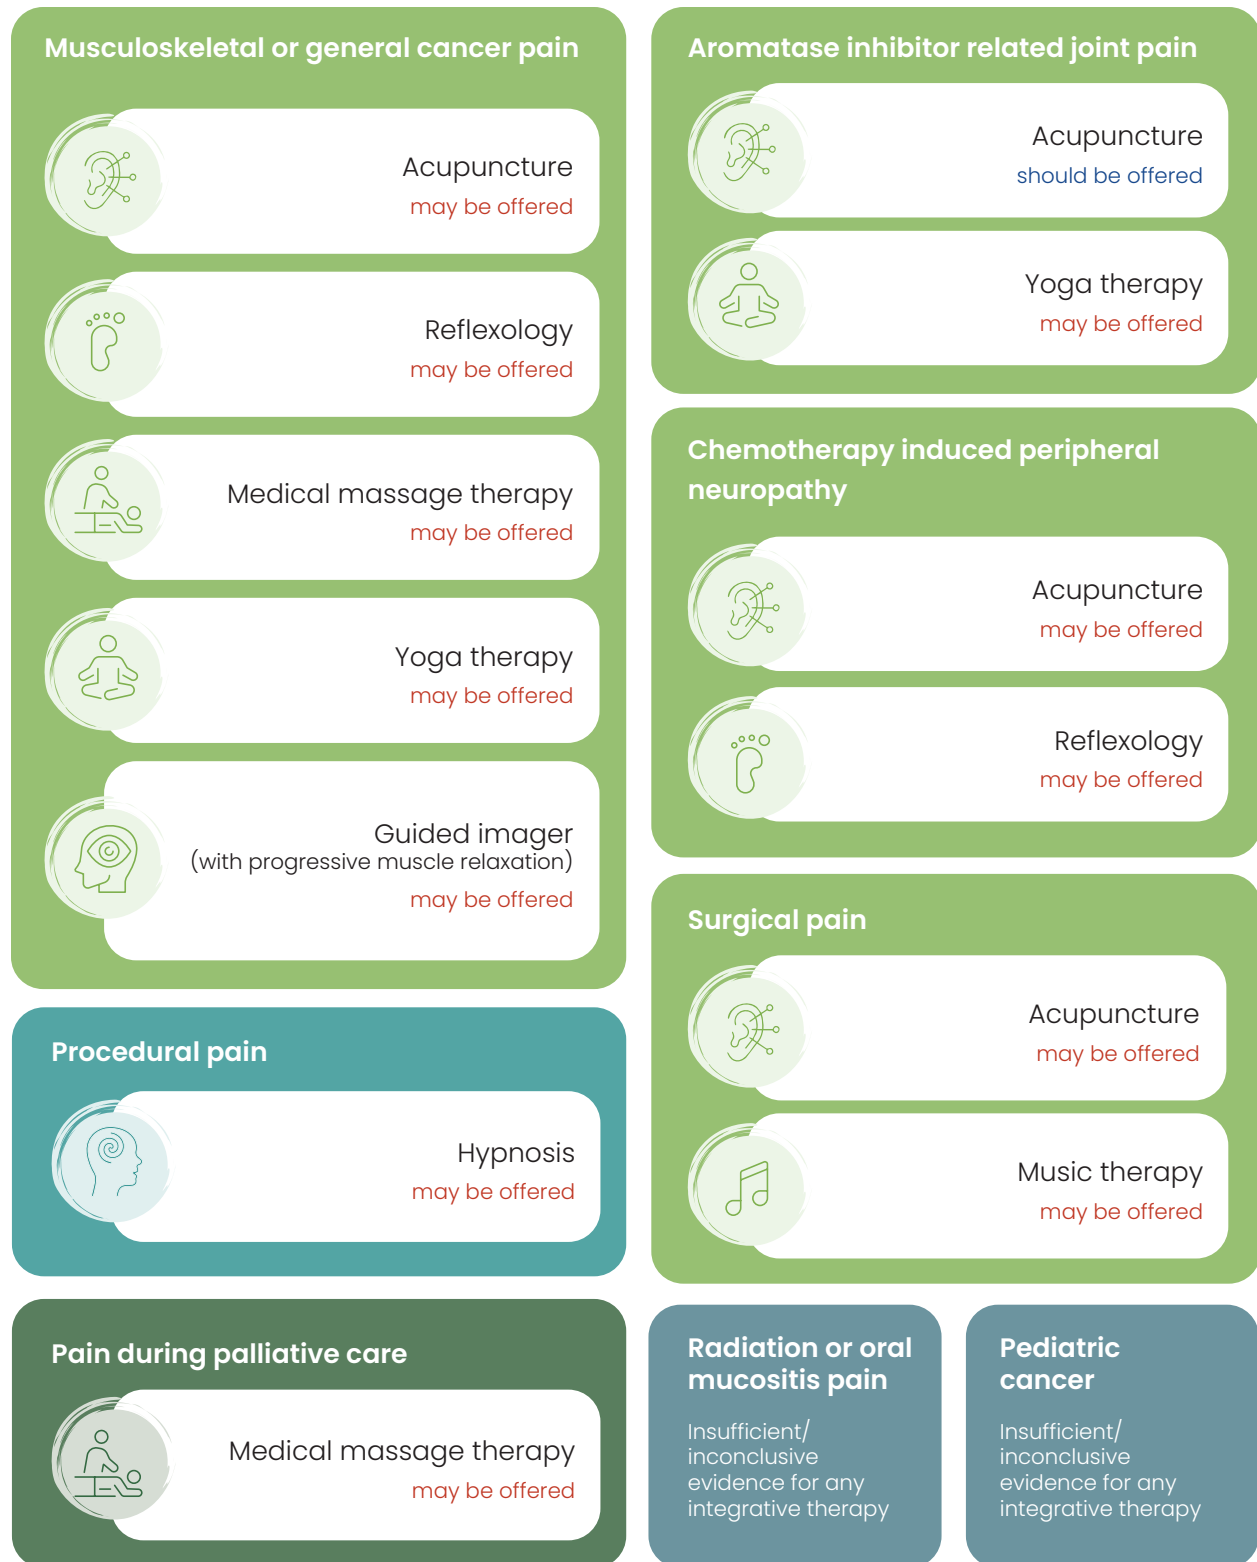 Musculoskeletal or general cancer pain
Acupuncture
may be offered
Reflexology
may be offered
Medical massage therapy
may be offered
Yoga therapy
may be offered
Guided imager
(with progressive muscle relaxation)
may be offered
Procedural pain
Hypnosis
may be offered
Pain during palliative care
Medical massage therapy
may be offered
Aromatase inhibitor related joint pain
Acupuncture
should be offered
Yoga therapy
may be offered
Chemotherapy induced peripheral
neuropathy
Acupuncture
may be offered
Reflexology
may be offered
Surgical pain
Acupuncture
may be offered
Music therapy
may be offered
Radiation or oral
mucositis pain
Insufficient/
inconclusive
evidence for any
integrative therapy
Pediatric
cancer
Insufficient/
inconclusive
evidence for any
integrative therapy